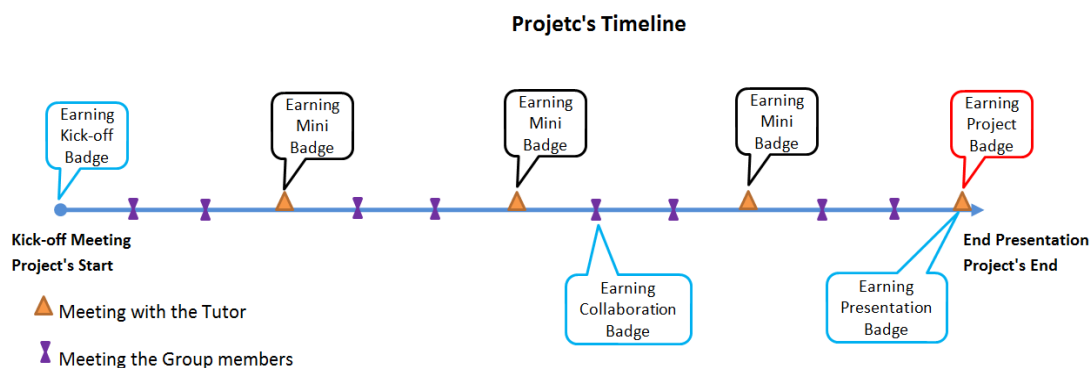 Projetc's Timeline
Earning
Kick-off
Badge
Earning
Mini
Badge
Earning
Mini
Badge
Earning
Mini
Badge
Earning
Project
Badge
Kick-off Meeting
Project's Start
End Presentation
Project's End
Earning
Collaboration
Badge
Earning
Presentation
Badge
Meeting with the Tutor
Meeting the Group members